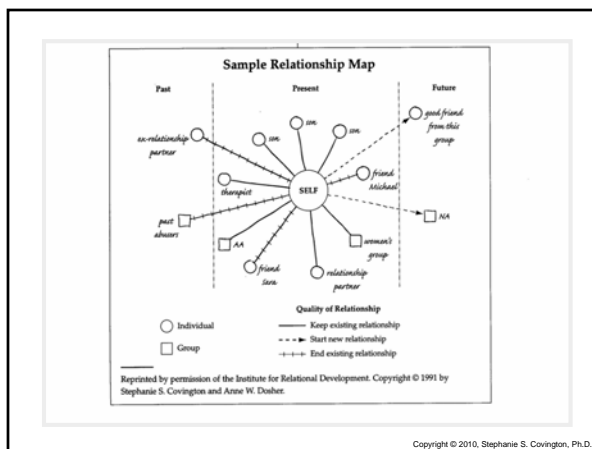 Sample Relationship Map
Past
Present
Future
ex-relationship
partner
son
son
son
good friend
from this
group
therapist
SELF
friend
Michael
past
abusers
AA
women's
group
NA
friend
sara
relationship
partner
Quality of Relationship
Individual
Keep existing relationship
Group
Start new relationship
End existing relationship
Reprinted by permission of the Institute for Relational Development. Copyright © 1991 by
Stephanie S. Covington and Anne W. Dosher.
Copyright © 2010, Stephanie S. Covington, Ph.D.